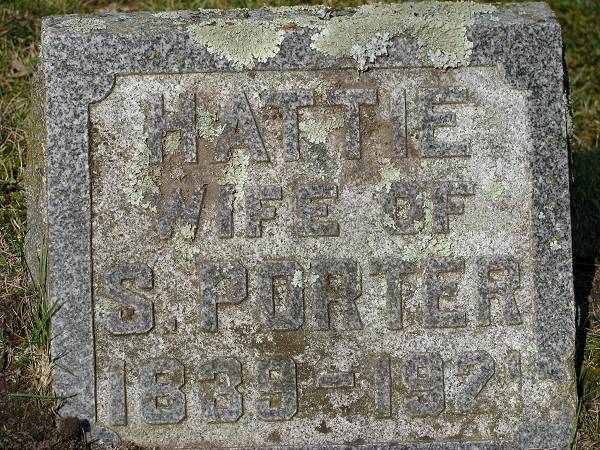 HATTIE
WIFE OF
S. PORTER
1839-1921